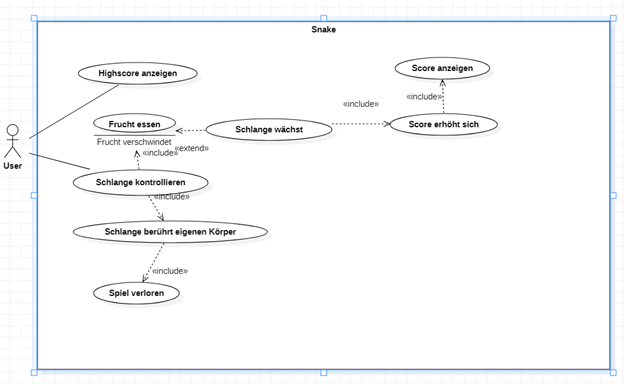 Snake
Highscore anzeigen
Score anzeigen
«include»
«include»
Frucht essen
Schlange wächst
Score erhöht sich
Frucht verschwindet
«extend»
«include»
User
Schlange kontrollieren
«include»
Schlange berührt eigenen Körper
«include»
Spiel verloren